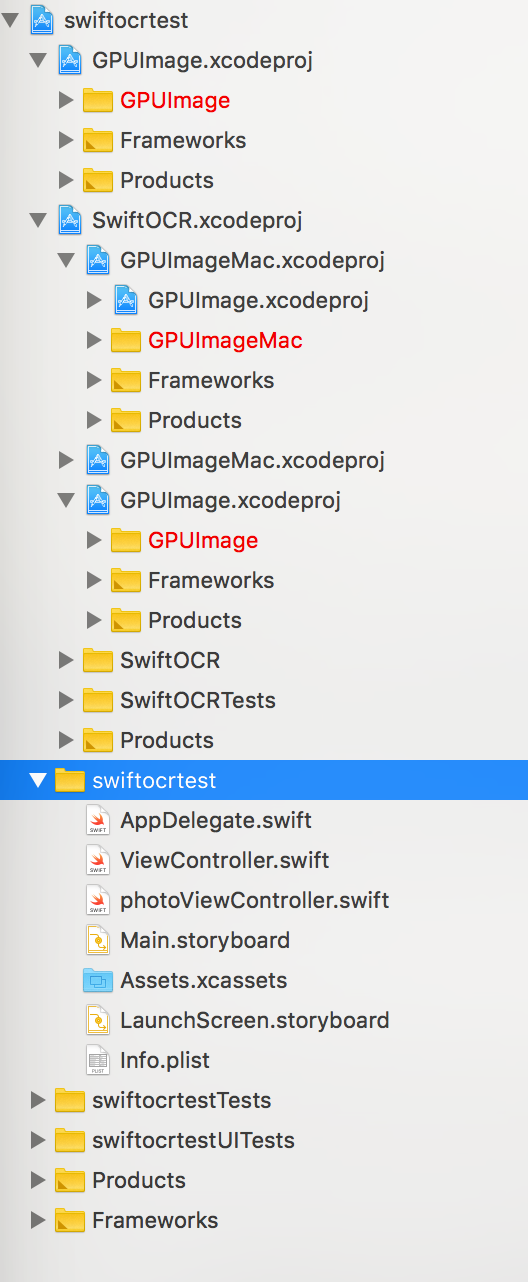 swiftocrtest
GPUImage.xcodeproj
GPUImage
Frameworks
Products
SwiftOCR.xcodeproj
GPUImageMac.xcodeproj
GPUImage.xcodeproj
GPUImageMac
Frameworks
Products
GPUImageMac.xcodeproj
GPUImage.xcodeproj
GPUImage
Frameworks
Products
SwiftOCR
SwiftOCRTests
Products
swiftocrtest
SWIFT AppDelegate.swift
SWIFT ViewController.swift
SWIFT photoViewController.swift
Main.storyboard
Assets.xcassets
LaunchScreen.storyboard
PLIST Info.plist
swiftocrtestTests
swiftocrtestUITests
Products
Frameworks